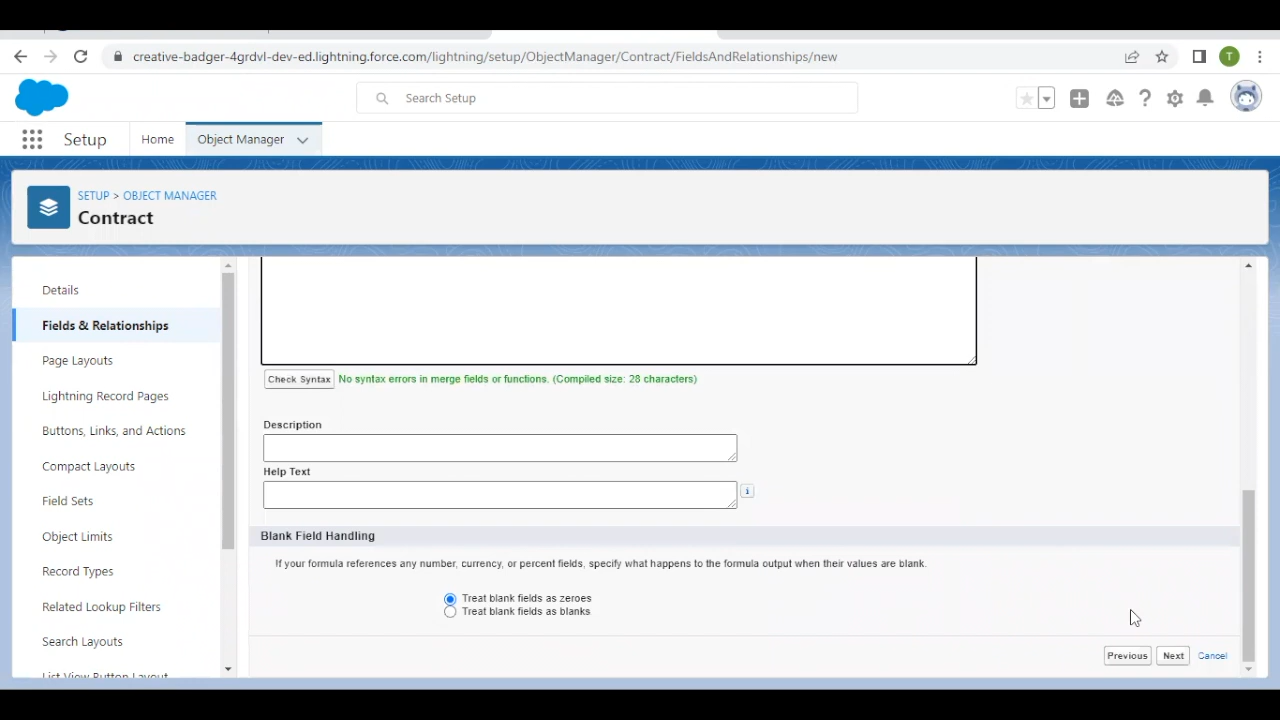 creative-badger-4grdvl-dev-ed.lightning.force.com/lightning/setup/ObjectManager/Contract/FieldsAndRelationships/new
T
Search Setup
Setup
Home
Object Manager
SETUP > OBJECT MANAGER
Contract
Details
Fields & Relationships
Page Layouts
Lightning Record Pages
Buttons, Links, and Actions
Compact Layouts
Field Sets
Object Limits
Record Types
Related Lookup Filters
Search Layouts
List View Button Layout
Check Syntax No syntax errors in merge fields or functions. (Compiled size: 28 characters)
Description
Help Text
i
Blank Field Handling
If your formula references any number, currency, or percent fields, specify what happens to the formula output when their values are blank.
Treat blank fields as zeroes
Treat blank fields as blanks
Previous Next Cancel